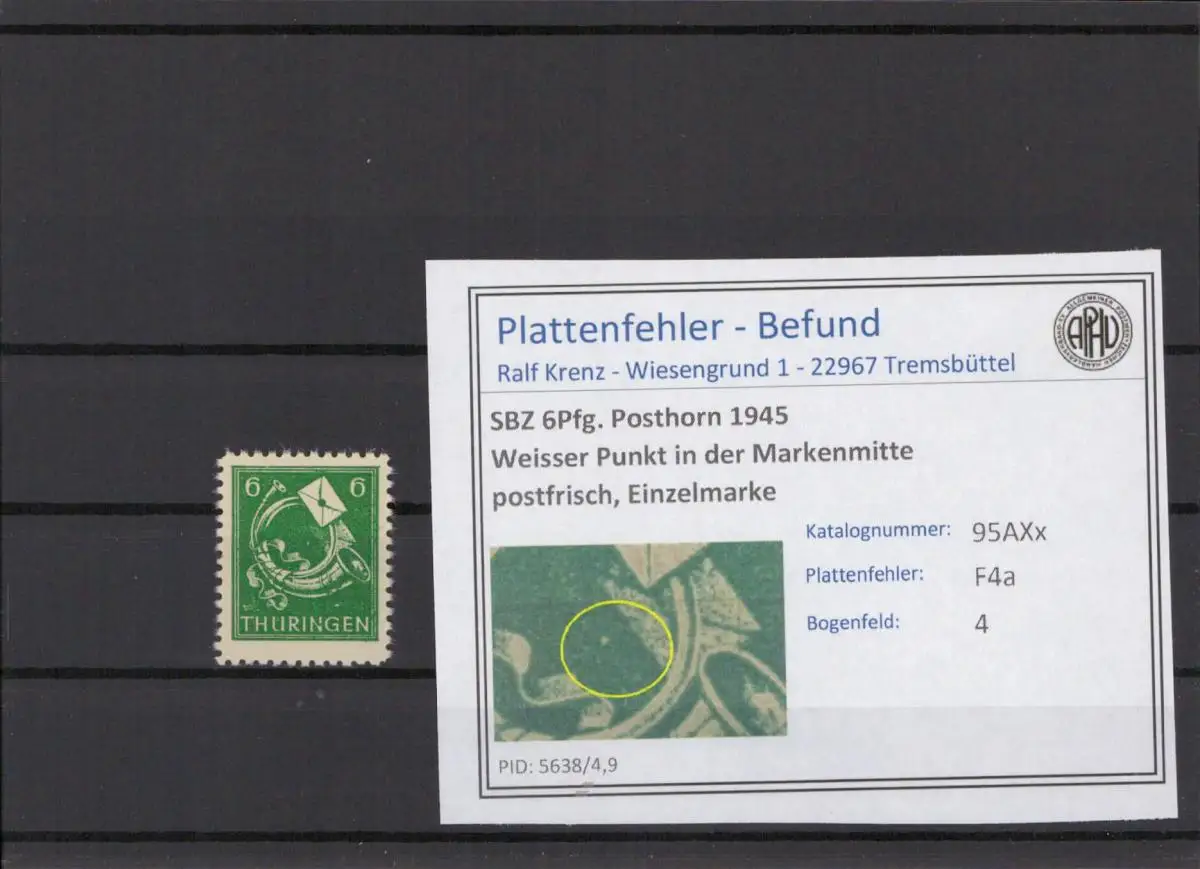 6 6
THÜRINGEN
Plattenfehler - Befund
Ralf Krenz - Wiesengrund 1 - 22967 Tremsbüttel
APHV
SBZ 6Pfg. Posthorn 1945
Weisser Punkt in der Markenmitte
postfrisch, Einzelmarke
Katalognummer: 95AXx
Plattenfehler: F4a
Bogenfeld: 4
PID: 5638/4,9